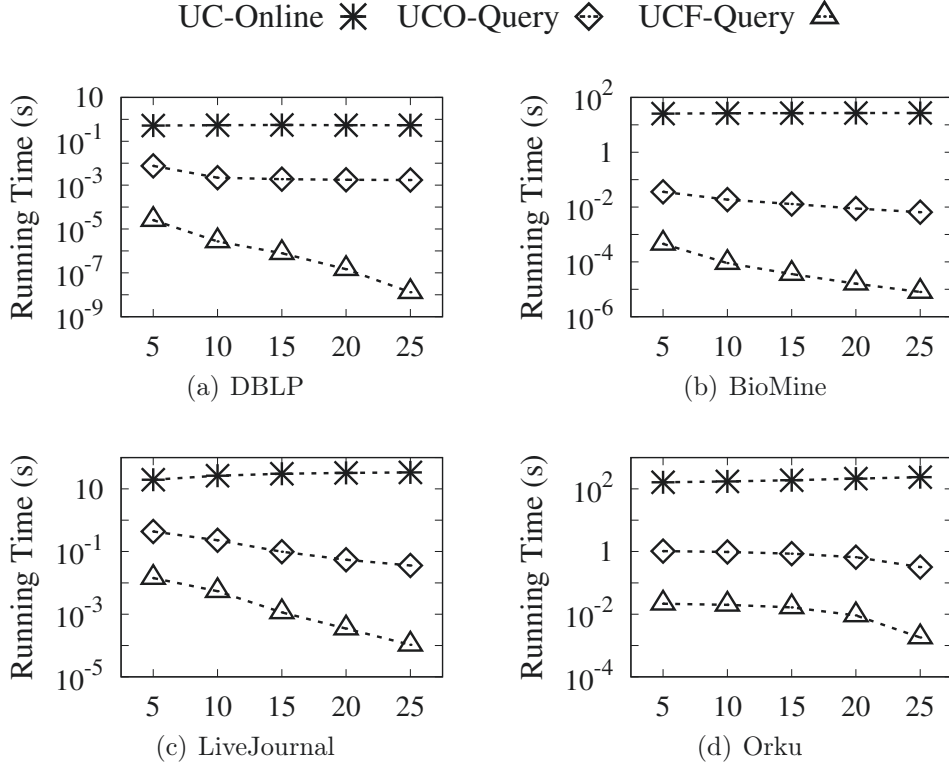 UC-Online UCO-Query UCF-Query
Running Time (s)
10
10^-1
10^-3
10^-5
10^-7
10^-9
5 10 15 20 25
(a) DBLP
Running Time (s)
10^2
1
10^-2
10^-4
10^-6
5 10 15 20 25
(b) BioMine
Running Time (s)
10
10^-1
10^-3
10^-5
5 10 15 20 25
(c) LiveJournal
Running Time (s)
10^2
1
10^-2
10^-4
5 10 15 20 25
(d) Orku